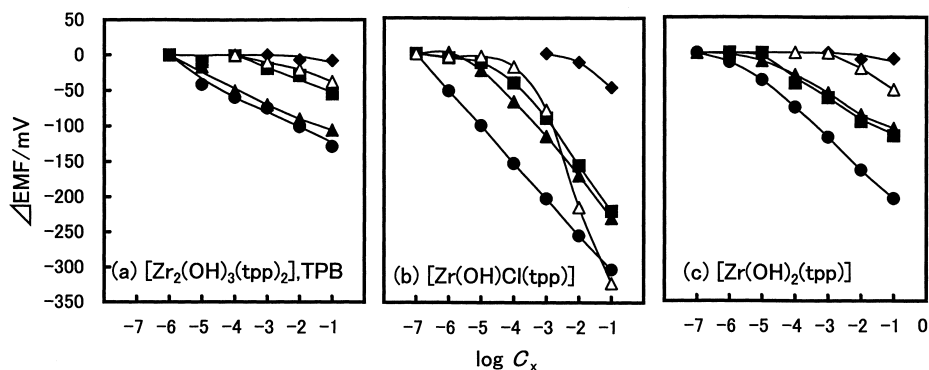 50
0
-50
-100
-150
-200
-250
-300
-350
⊿EMF/mV
(a) [Zr2(OH)3(tpp)2],TPB
(b) [Zr(OH)Cl(tpp)]
(c) [Zr(OH)2(tpp)]
-7 -6 -5 -4 -3 -2 -1
-7 -6 -5 -4 -3 -2 -1
-7 -6 -5 -4 -3 -2 -1 0
log Cx